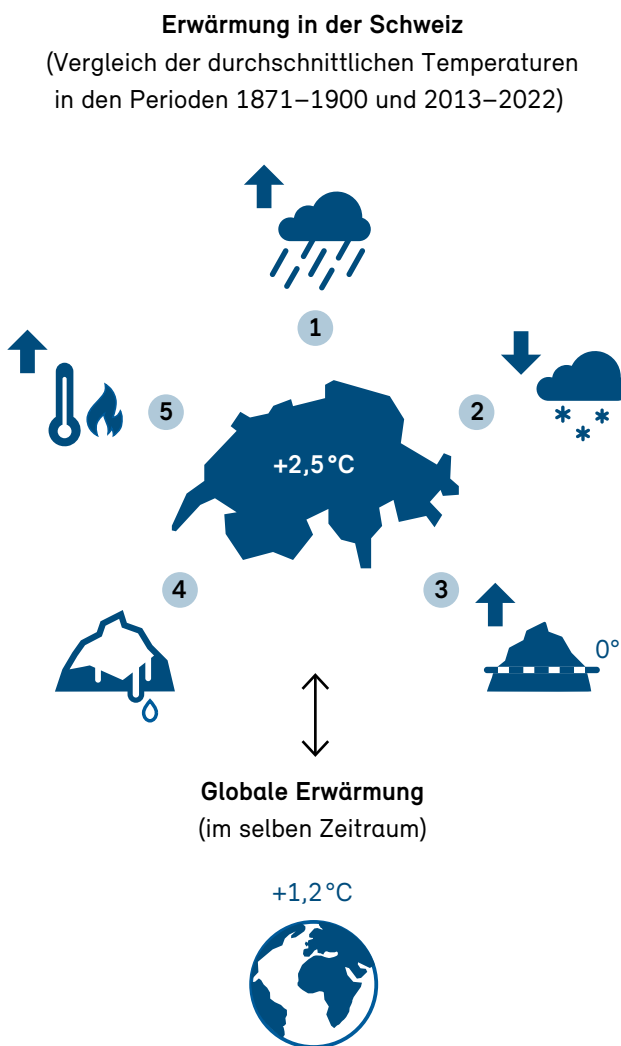 Erwärmung in der Schweiz
(Vergleich der durchschnittlichen Temperaturen
in den Perioden 1871–1900 und 2013–2022)
1
5
2
+2,5 °C
4
3
0°
Globale Erwärmung
(im selben Zeitraum)
+1,2 °C